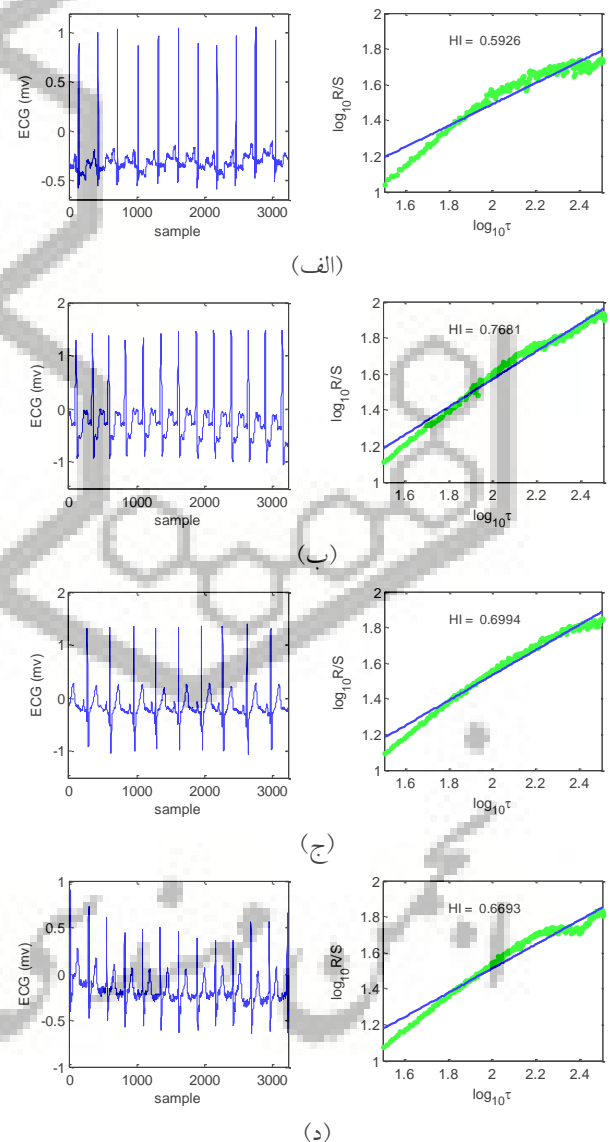 1
0.5
0
-0.5
ECG (mv)
0 1000 2000 3000
sample
2
1.8
1.6
1.4
1.2
1
log10R/S
HI = 0.5926
1.6 1.8 2 2.2 2.4
log10τ
(الف)
2
1
0
-1
ECG (mv)
0 1000 2000 3000
sample
2
1.8
1.6
1.4
1.2
1
log10R/S
HI = 0.7681
1.6 1.8 2 2.2 2.4
log10τ
(ب)
2
1
0
-1
ECG (mv)
0 1000 2000 3000
sample
2
1.8
1.6
1.4
1.2
1
log10R/S
HI = 0.6994
1.6 1.8 2 2.2 2.4
log10τ
(ج)
1
0.5
0
-0.5
-1
ECG (mv)
0 1000 2000 3000
sample
2
1.8
1.6
1.4
1.2
1
log10R/S
HI = 0.6693
1.6 1.8 2 2.2 2.4
log10τ
(د)